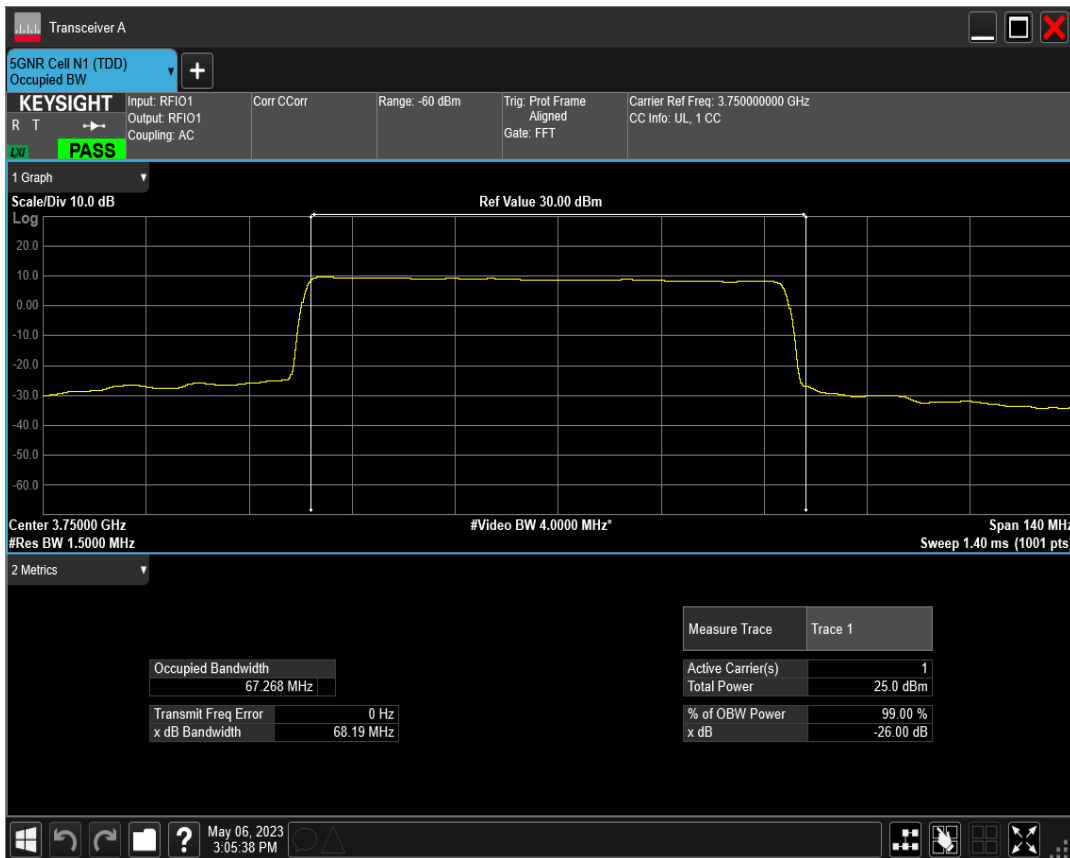 Transceiver A
5GNR Cell N1 (TDD)
Occupied BW
+
KEYSIGHT
R T
LXI
PASS
Input: RFIO1
Output: RFIO1
Coupling: AC
Corr CCorr
Range: -60 dBm
Trig: Prot Frame
Aligned
Gate: FFT
Carrier Ref Freq: 3.750000000 GHz
CC Info: UL, 1 CC
1 Graph
Scale/Div 10.0 dB
Ref Value 30.00 dBm
Log
20.0
10.0
0.00
-10.0
-20.0
-30.0
-40.0
-50.0
-60.0
Center 3.75000 GHz
#Video BW 4.0000 MHz*
Span 140 MHz
#Res BW 1.5000 MHz
Sweep 1.40 ms (1001 pts)
2 Metrics
Measure Trace Trace 1
Occupied Bandwidth
67.268 MHz
Active Carrier(s) 1
Total Power 25.0 dBm
Transmit Freq Error 0 Hz
x dB Bandwidth 68.19 MHz
% of OBW Power 99.00 %
x dB -26.00 dB
?
May 06, 2023
3:05:38 PM